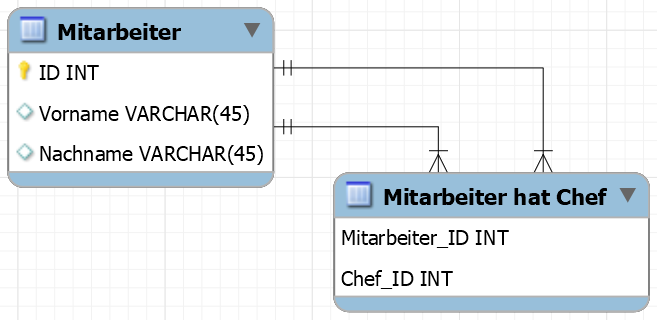 Mitarbeiter
ID INT
Vorname VARCHAR(45)
Nachname VARCHAR(45)
Mitarbeiter hat Chef
Mitarbeiter_ID INT
Chef_ID INT